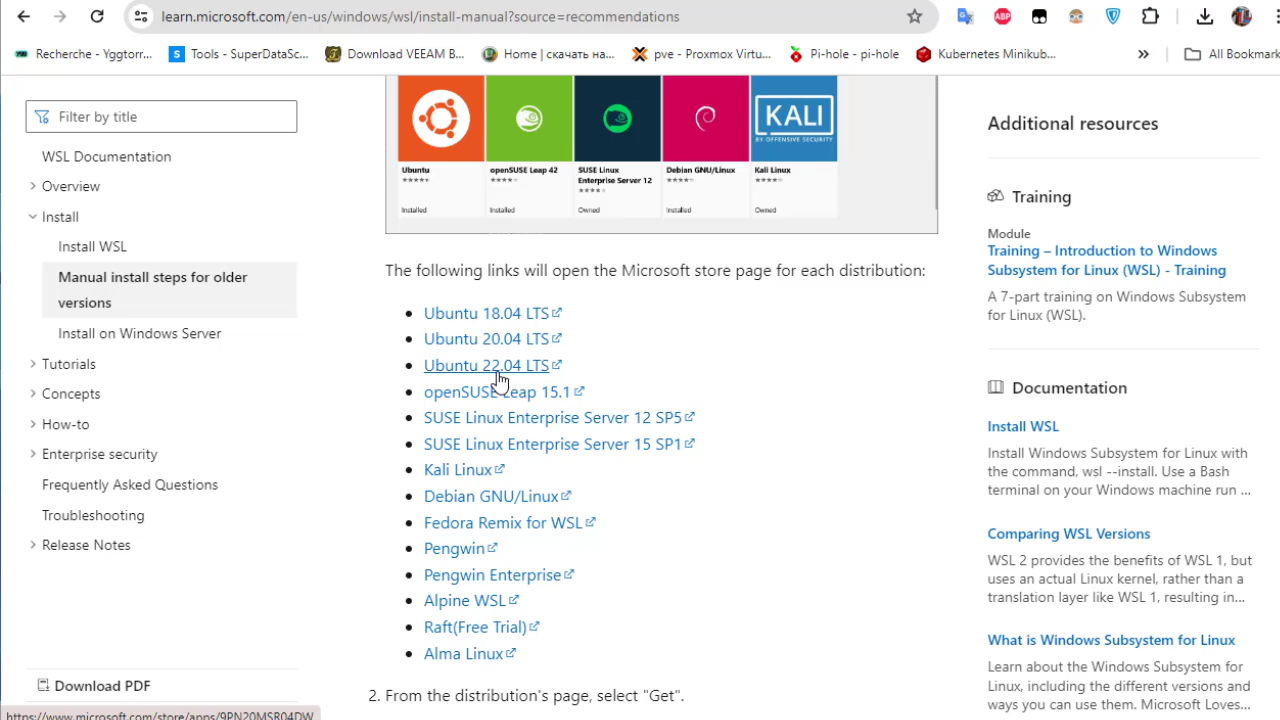 learn.microsoft.com/en-us/windows/wsl/install-manual?source=recommendations
Recherche - Yggtorr...
Tools - SuperDataSc...
Download VEEAM B...
Home | скачать на...
pve - Proxmox Virtu...
Pi-hole - pi-hole
Kubernetes Minikub...
»
All Bookmark
ABP
Filter by title
WSL Documentation
Overview
Install
Install WSL
Manual install steps for older
versions
Install on Windows Server
Tutorials
Concepts
How-to
Enterprise security
Frequently Asked Questions
Troubleshooting
Release Notes
Download PDF
https://www.microsoft.com/store/apps/9PN20MSR04DW
KALI
BY OFFENSIVE SECURITY
Ubuntu
Installed
openSUSE Leap 42
Installed
SUSE Linux
Enterprise Server 12
Owned
Debian GNU/Linux
Installed
Kali Linux
Owned
The following links will open the Microsoft store page for each distribution:
• Ubuntu 18.04 LTS
• Ubuntu 20.04 LTS
• Ubuntu 22.04 LTS
• openSUSE Leap 15.1
• SUSE Linux Enterprise Server 12 SP5
• SUSE Linux Enterprise Server 15 SP1
• Kali Linux
• Debian GNU/Linux
• Fedora Remix for WSL
• Pengwin
• Pengwin Enterprise
• Alpine WSL
• Raft(Free Trial)
• Alma Linux
2. From the distribution's page, select "Get".
Additional resources
Training
Module
Training – Introduction to Windows
Subsystem for Linux (WSL) - Training
A 7-part training on Windows Subsystem
for Linux (WSL).
Documentation
Install WSL
Install Windows Subsystem for Linux with
the command, wsl --install. Use a Bash
terminal on your Windows machine run ...
Comparing WSL Versions
WSL 2 provides the benefits of WSL 1, but
uses an actual Linux kernel, rather than a
translation layer like WSL 1, resulting in...
What is Windows Subsystem for Linux
Learn about the Windows Subsystem for
Linux, including the different versions and
ways you can use them. Microsoft Loves...